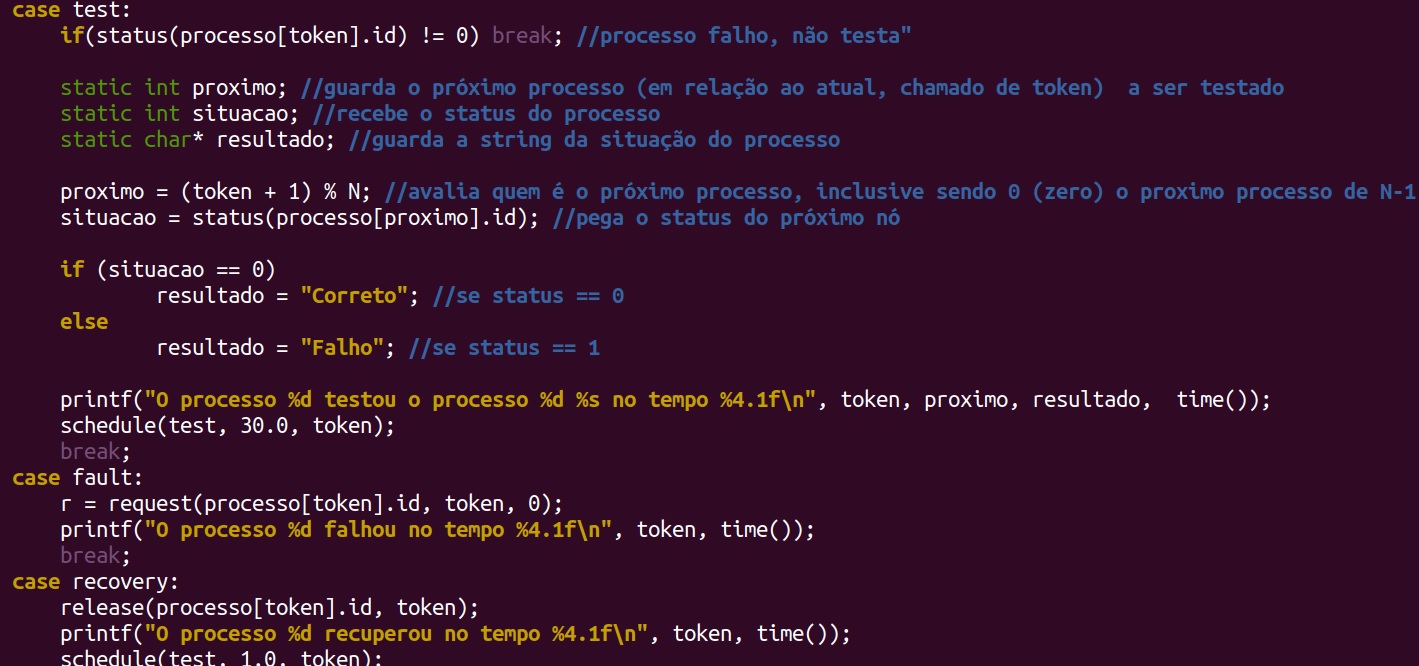 case test:
    if(status(processo[token].id) != 0) break; //processo falho, não testa"
    static int proximo; //guarda o próximo processo (em relação ao atual, chamado de token)  a ser testado
    static int situacao; //recebe o status do processo
    static char* resultado; //guarda a string da situação do processo
    proximo = (token + 1) % N; //avalia quem é o próximo processo, inclusive sendo 0 (zero) o proximo processo de N-1
    situacao = status(processo[proximo].id); //pega o status do próximo nó
    if (situacao == 0)
            resultado = "Correto"; //se status == 0
    else
            resultado = "Falho"; //se status == 1
    printf("O processo %d testou o processo %d %s no tempo %4.1f\n", token, proximo, resultado,  time());
    schedule(test, 30.0, token);
    break;
case fault:
    r = request(processo[token].id, token, 0);
    printf("O processo %d falhou no tempo %4.1f\n", token, time());
    break;
case recovery:
    release(processo[token].id, token);
    printf("O processo %d recuperou no tempo %4.1f\n", token, time());
    schedule(test, 1.0, token);